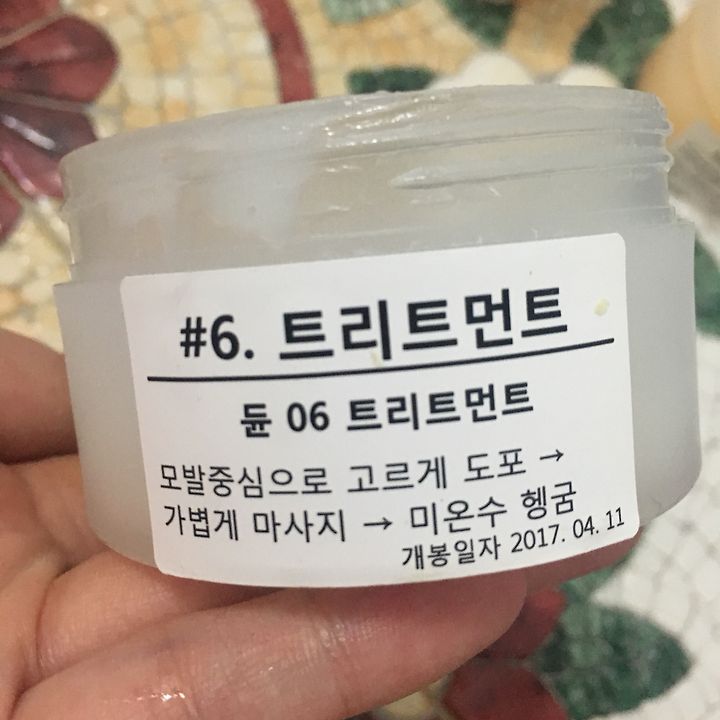 #6. 트리트먼트
듄 06 트리트먼트
모발중심으로 고르게 도포 →
가볍게 마사지 → 미온수 헹굼
개봉일자 2017. 04. 11